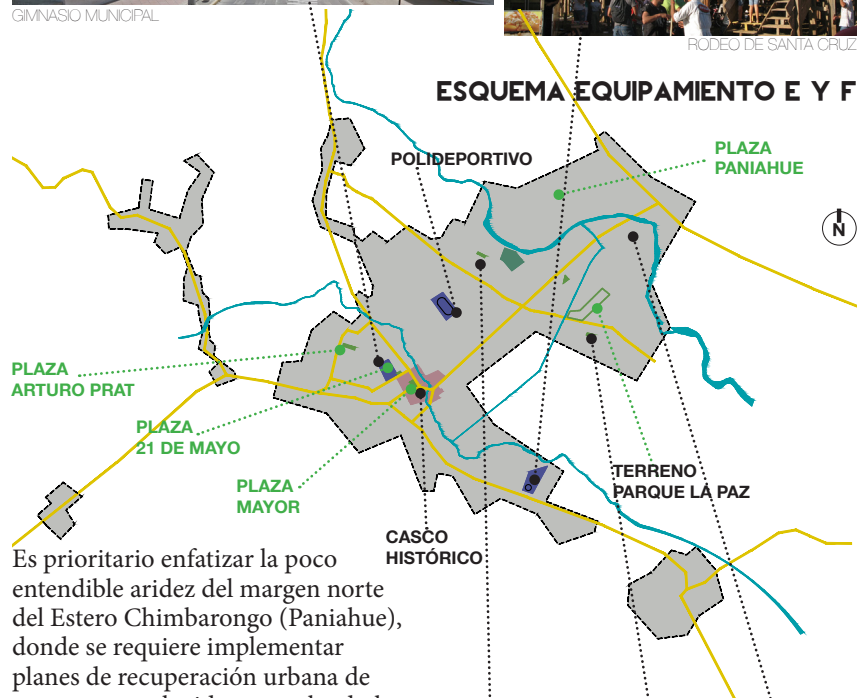 GIMNASIO MUNICIPAL
RODEO DE SANTA CRUZ
ESQUEMA EQUIPAMIENTO E Y F
POLIDEPORTIVO
PLAZA
PANIAHUE
N
PLAZA
ARTURO PRAT
PLAZA
21 DE MAYO
PLAZA
MAYOR
TERRENO
PARQUE LA PAZ
CASCO
HISTÓRICO
Es prioritario enfatizar la poco
entendible aridez del margen norte
del Estero Chimbarongo (Paniahue),
donde se requiere implementar
planes de recuperación urbana de